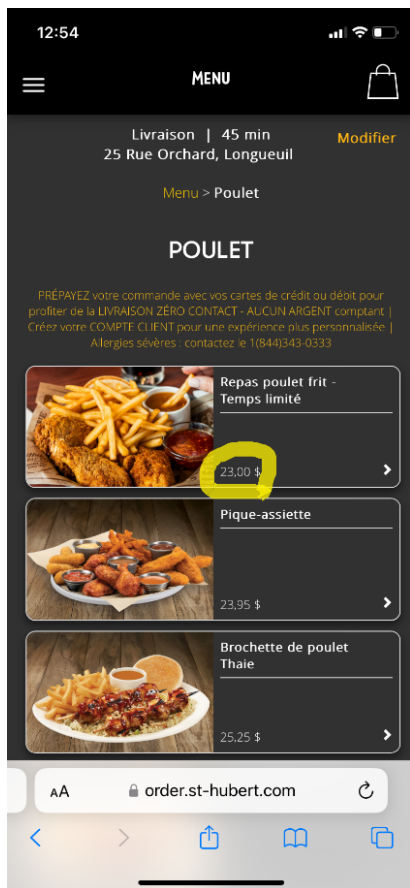 12:54
MENU
Livraison | 45 min
Modifier
25 Rue Orchard, Longueuil
Menu > Poulet
POULET
PRÉPAYEZ votre commande avec vos cartes de crédit ou débit pour
profiter de la LIVRAISON ZÉRO CONTACT - AUCUN ARGENT comptant |
Créez votre COMPTE CLIENT pour une expérience plus personnalisée |
Allergies sévères : contactez le 1(844)343-0333
Repas poulet frit -
Temps limité
23,00 $
Pique-assiette
23,95 $
Brochette de poulet
Thaie
25,25 $
AA
order.st-hubert.com